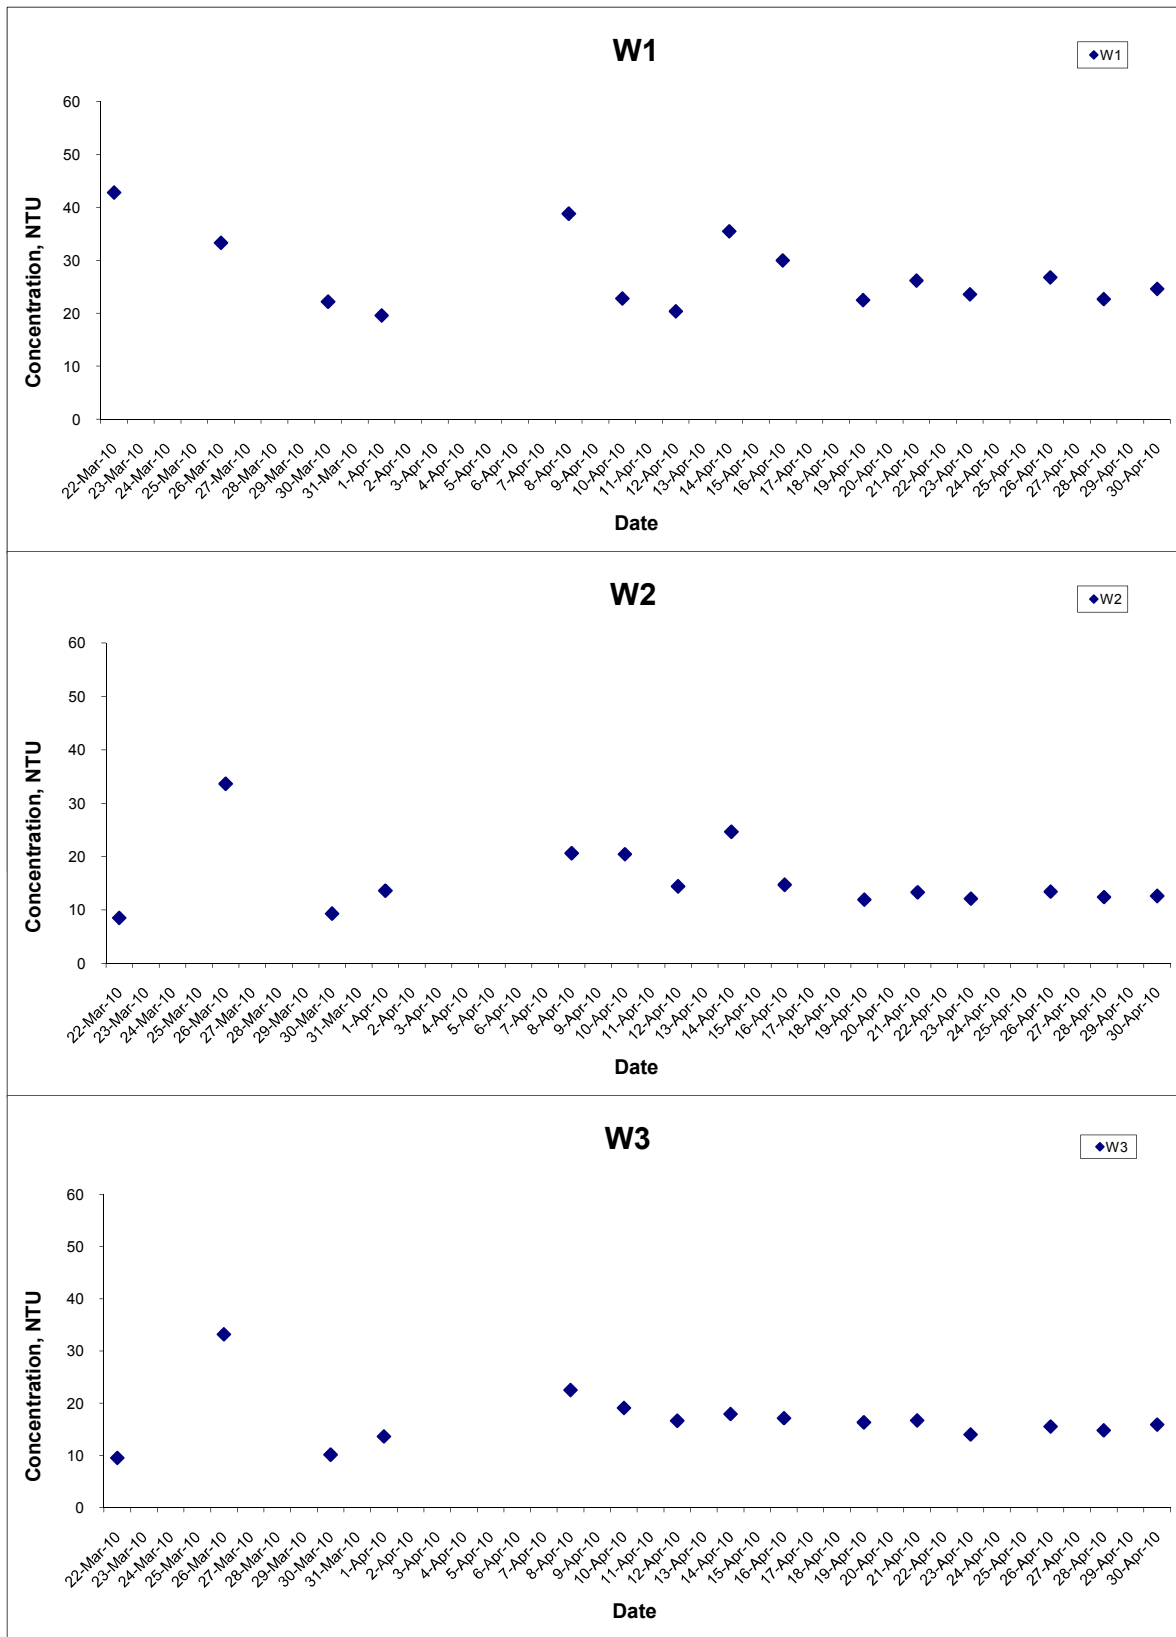 W1
W1
60
50
40
30
20
10
0
Concentration, NTU
22-Mar-10
23-Mar-10
24-Mar-10
25-Mar-10
26-Mar-10
27-Mar-10
28-Mar-10
29-Mar-10
30-Mar-10
31-Mar-10
1-Apr-10
2-Apr-10
3-Apr-10
4-Apr-10
5-Apr-10
6-Apr-10
7-Apr-10
8-Apr-10
9-Apr-10
10-Apr-10
11-Apr-10
12-Apr-10
13-Apr-10
14-Apr-10
15-Apr-10
16-Apr-10
17-Apr-10
18-Apr-10
19-Apr-10
20-Apr-10
21-Apr-10
22-Apr-10
23-Apr-10
24-Apr-10
25-Apr-10
26-Apr-10
27-Apr-10
28-Apr-10
29-Apr-10
30-Apr-10
Date
W2
W2
60
50
40
30
20
10
0
Concentration, NTU
22-Mar-10
23-Mar-10
24-Mar-10
25-Mar-10
26-Mar-10
27-Mar-10
28-Mar-10
29-Mar-10
30-Mar-10
31-Mar-10
1-Apr-10
2-Apr-10
3-Apr-10
4-Apr-10
5-Apr-10
6-Apr-10
7-Apr-10
8-Apr-10
9-Apr-10
10-Apr-10
11-Apr-10
12-Apr-10
13-Apr-10
14-Apr-10
15-Apr-10
16-Apr-10
17-Apr-10
18-Apr-10
19-Apr-10
20-Apr-10
21-Apr-10
22-Apr-10
23-Apr-10
24-Apr-10
25-Apr-10
26-Apr-10
27-Apr-10
28-Apr-10
29-Apr-10
30-Apr-10
Date
W3
W3
60
50
40
30
20
10
0
Concentration, NTU
22-Mar-10
23-Mar-10
24-Mar-10
25-Mar-10
26-Mar-10
27-Mar-10
28-Mar-10
29-Mar-10
30-Mar-10
31-Mar-10
1-Apr-10
2-Apr-10
3-Apr-10
4-Apr-10
5-Apr-10
6-Apr-10
7-Apr-10
8-Apr-10
9-Apr-10
10-Apr-10
11-Apr-10
12-Apr-10
13-Apr-10
14-Apr-10
15-Apr-10
16-Apr-10
17-Apr-10
18-Apr-10
19-Apr-10
20-Apr-10
21-Apr-10
22-Apr-10
23-Apr-10
24-Apr-10
25-Apr-10
26-Apr-10
27-Apr-10
28-Apr-10
29-Apr-10
30-Apr-10
Date